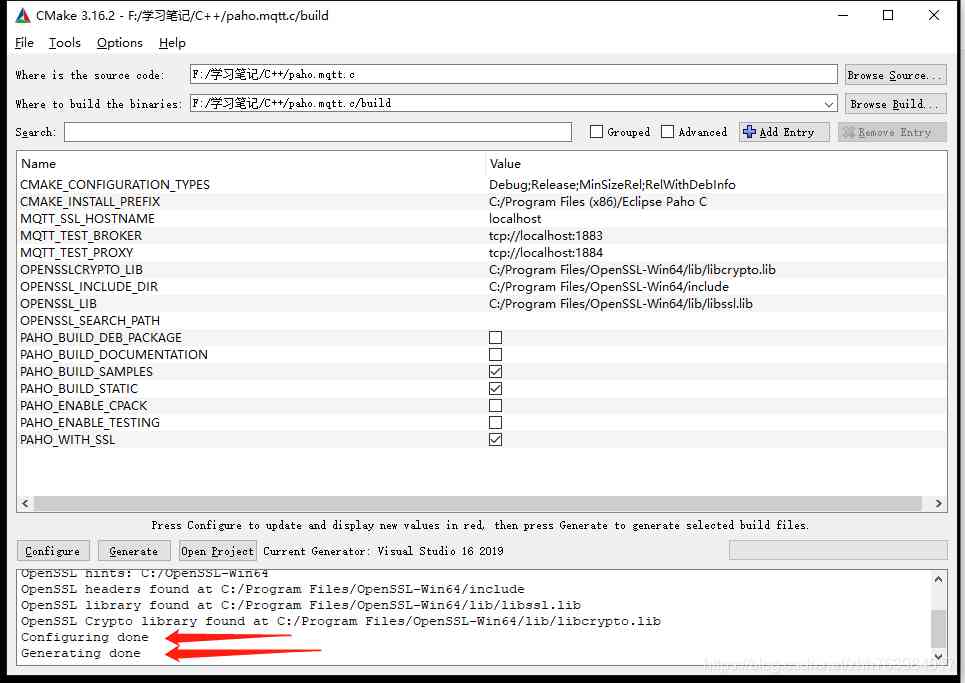 CMake 3.16.2 - F:/学习笔记/C++/paho.mqtt.c/build
File Tools Options Help
Where is the source code: F:/学习笔记/C++/paho.mqtt.c Browse Source...
Where to build the binaries: F:/学习笔记/C++/paho.mqtt.c/build Browse Build...
Search: Grouped Advanced Add Entry Remove Entry
Name Value
CMAKE_CONFIGURATION_TYPES Debug;Release;MinSizeRel;RelWithDebInfo
CMAKE_INSTALL_PREFIX C:/Program Files (x86)/Eclipse Paho C
MQTT_SSL_HOSTNAME localhost
MQTT_TEST_BROKER tcp://localhost:1883
MQTT_TEST_PROXY tcp://localhost:1884
OPENSSLCRYPTO_LIB C:/Program Files/OpenSSL-Win64/lib/libcrypto.lib
OPENSSL_INCLUDE_DIR C:/Program Files/OpenSSL-Win64/include
OPENSSL_LIB C:/Program Files/OpenSSL-Win64/lib/libssl.lib
OPENSSL_SEARCH_PATH
PAHO_BUILD_DEB_PACKAGE
PAHO_BUILD_DOCUMENTATION
PAHO_BUILD_SAMPLES
PAHO_BUILD_STATIC
PAHO_ENABLE_CPACK
PAHO_ENABLE_TESTING
PAHO_WITH_SSL
Press Configure to update and display new values in red, then press Generate to generate selected build files.
Configure Generate Open Project Current Generator: Visual Studio 16 2019
OpenSSL hints: C:/OpenSSL-Win64
OpenSSL headers found at C:/Program Files/OpenSSL-Win64/include
OpenSSL library found at C:/Program Files/OpenSSL-Win64/lib/libssl.lib
OpenSSL Crypto library found at C:/Program Files/OpenSSL-Win64/lib/libcrypto.lib
Configuring done
Generating done